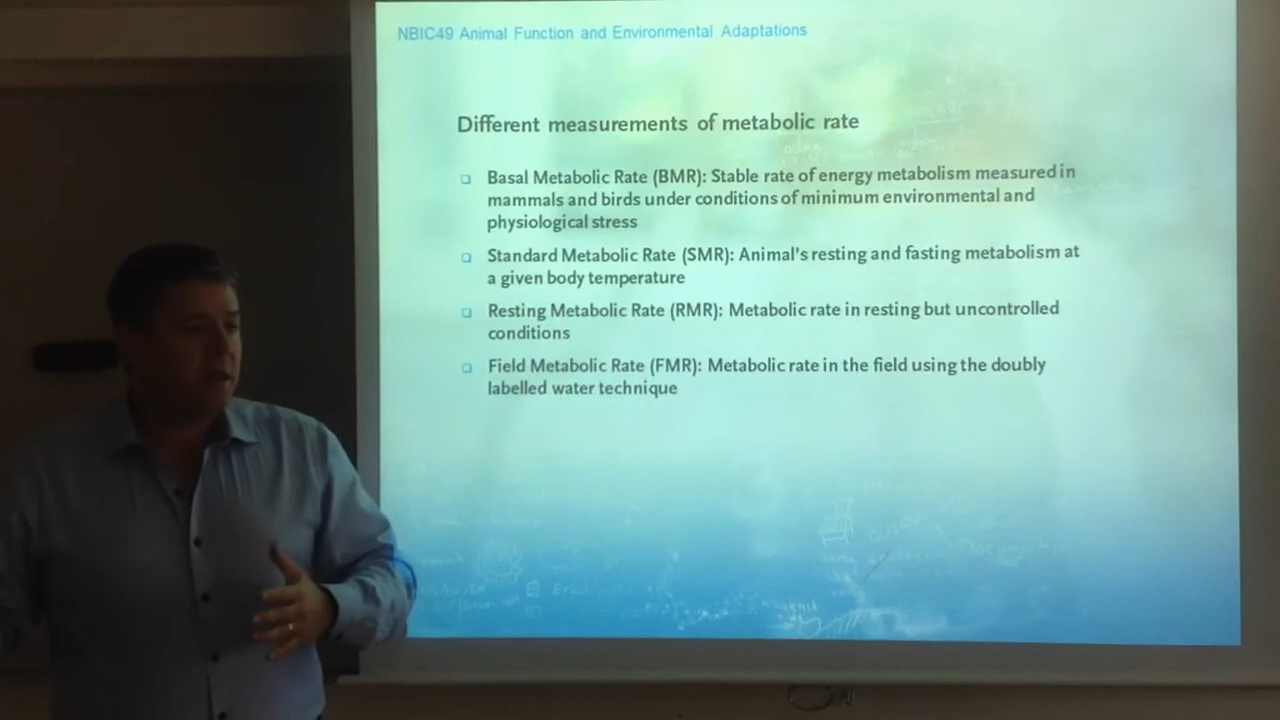 NBIC49 Animal Function and Environmental Adaptations
Different measurements of metabolic rate
Basal Metabolic Rate (BMR): Stable rate of energy metabolism measured in
mammals and birds under conditions of minimum environmental and
physiological stress
Standard Metabolic Rate (SMR): Animal's resting and fasting metabolism at
a given body temperature
Resting Metabolic Rate (RMR): Metabolic rate in resting but uncontrolled
conditions
Field Metabolic Rate (FMR): Metabolic rate in the field using the doubly
labelled water technique